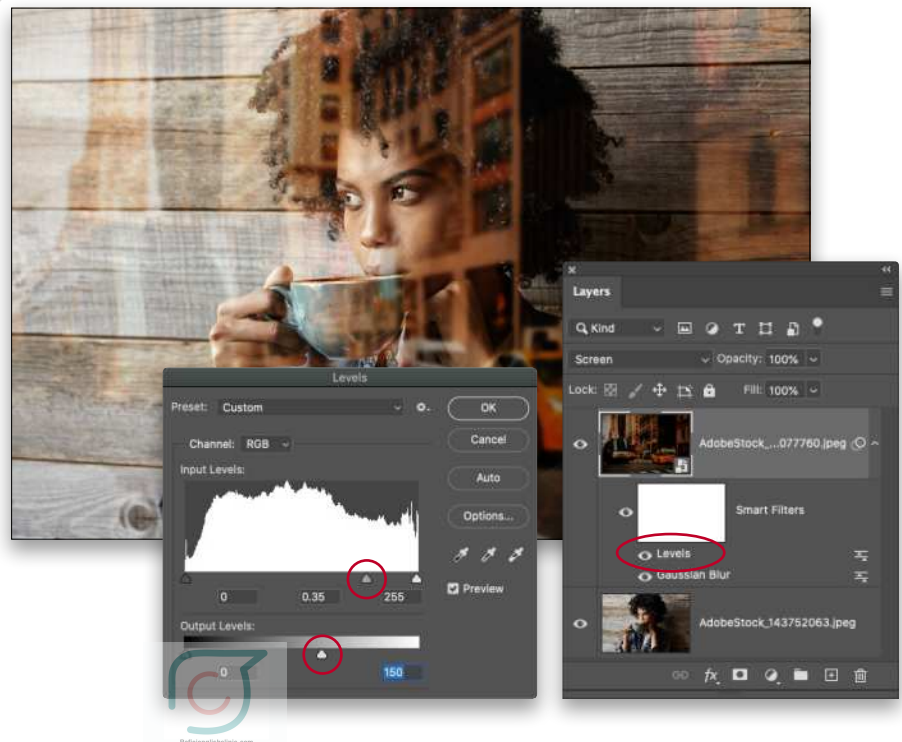 Levels
Preset: Custom
OK
Channel: RGB
Cancel
Input Levels:
Auto
Options...
0 0.35 255
Preview
Output Levels:
0 150
Layers
Kind
T
Screen Opacity: 100%
Lock: Fill: 100%
AdobeStock_...077760.jpeg
Smart Filters
Levels
Gaussian Blur
AdobeStock_143752063.jpeg
fx